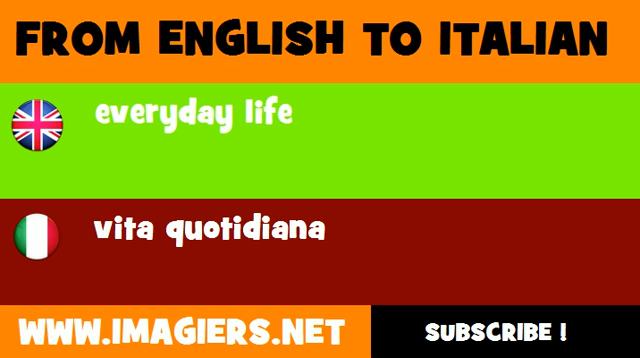 FROM ENGLISH TO ITALIAN
everyday life
vita quotidiana
WWW.IMAGIERS.NET
SUBSCRIBE !